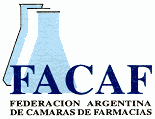 FACAF
FEDERACION ARGENTINA
DE CAMARAS DE FARMACIAS